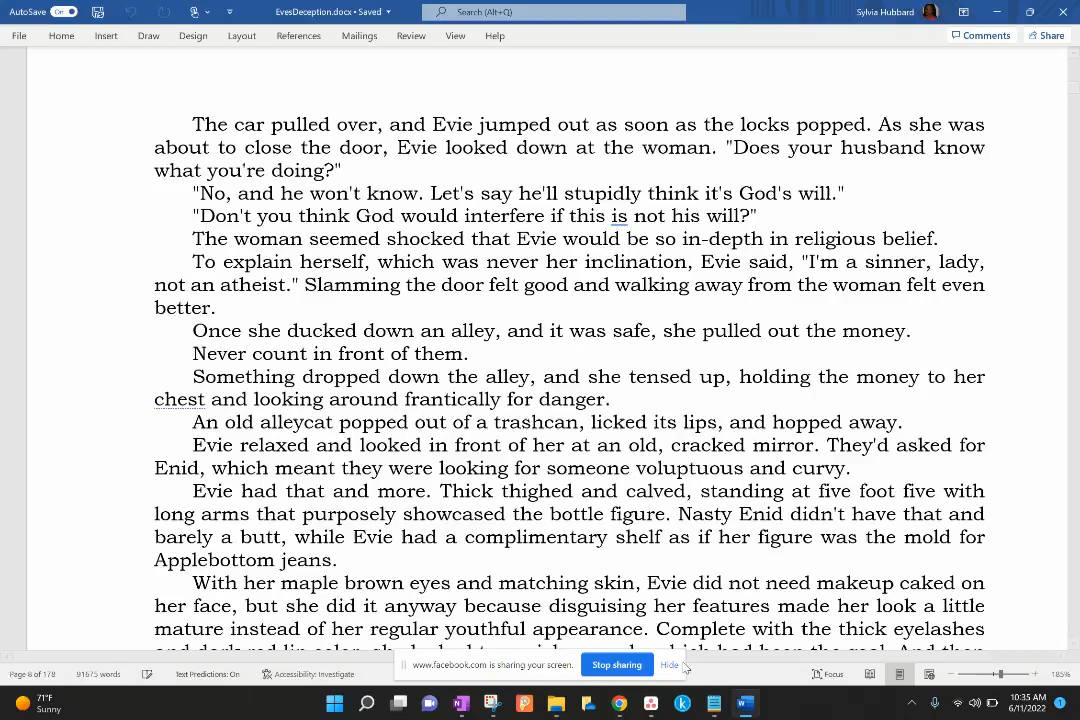 AutoSave On EvesDeception.docx • Saved Search (Alt+Q) Sylvia Hubbard
File Home Insert Draw Design Layout References Mailings Review View Help Comments Share
The car pulled over, and Evie jumped out as soon as the locks popped. As she was
about to close the door, Evie looked down at the woman. "Does your husband know
what you're doing?"
"No, and he won't know. Let's say he'll stupidly think it's God's will."
"Don't you think God would interfere if this is not his will?"
The woman seemed shocked that Evie would be so in-depth in religious belief.
To explain herself, which was never her inclination, Evie said, "I'm a sinner, lady,
not an atheist." Slamming the door felt good and walking away from the woman felt even
better.
Once she ducked down an alley, and it was safe, she pulled out the money.
Never count in front of them.
Something dropped down the alley, and she tensed up, holding the money to her
chest and looking around frantically for danger.
An old alleycat popped out of a trashcan, licked its lips, and hopped away.
Evie relaxed and looked in front of her at an old, cracked mirror. They'd asked for
Enid, which meant they were looking for someone voluptuous and curvy.
Evie had that and more. Thick thighed and calved, standing at five foot five with
long arms that purposely showcased the bottle figure. Nasty Enid didn't have that and
barely a butt, while Evie had a complimentary shelf as if her figure was the mold for
Applebottom jeans.
With her maple brown eyes and matching skin, Evie did not need makeup caked on
her face, but she did it anyway because disguising her features made her look a little
mature instead of her regular youthful appearance. Complete with the thick eyelashes
www.facebook.com is sharing your screen. Stop sharing Hide
Page 8 of 178 91675 words Text Predictions: On Accessibility: Investigate Focus 185%
71°F
Sunny
10:35 AM
6/11/2022
1